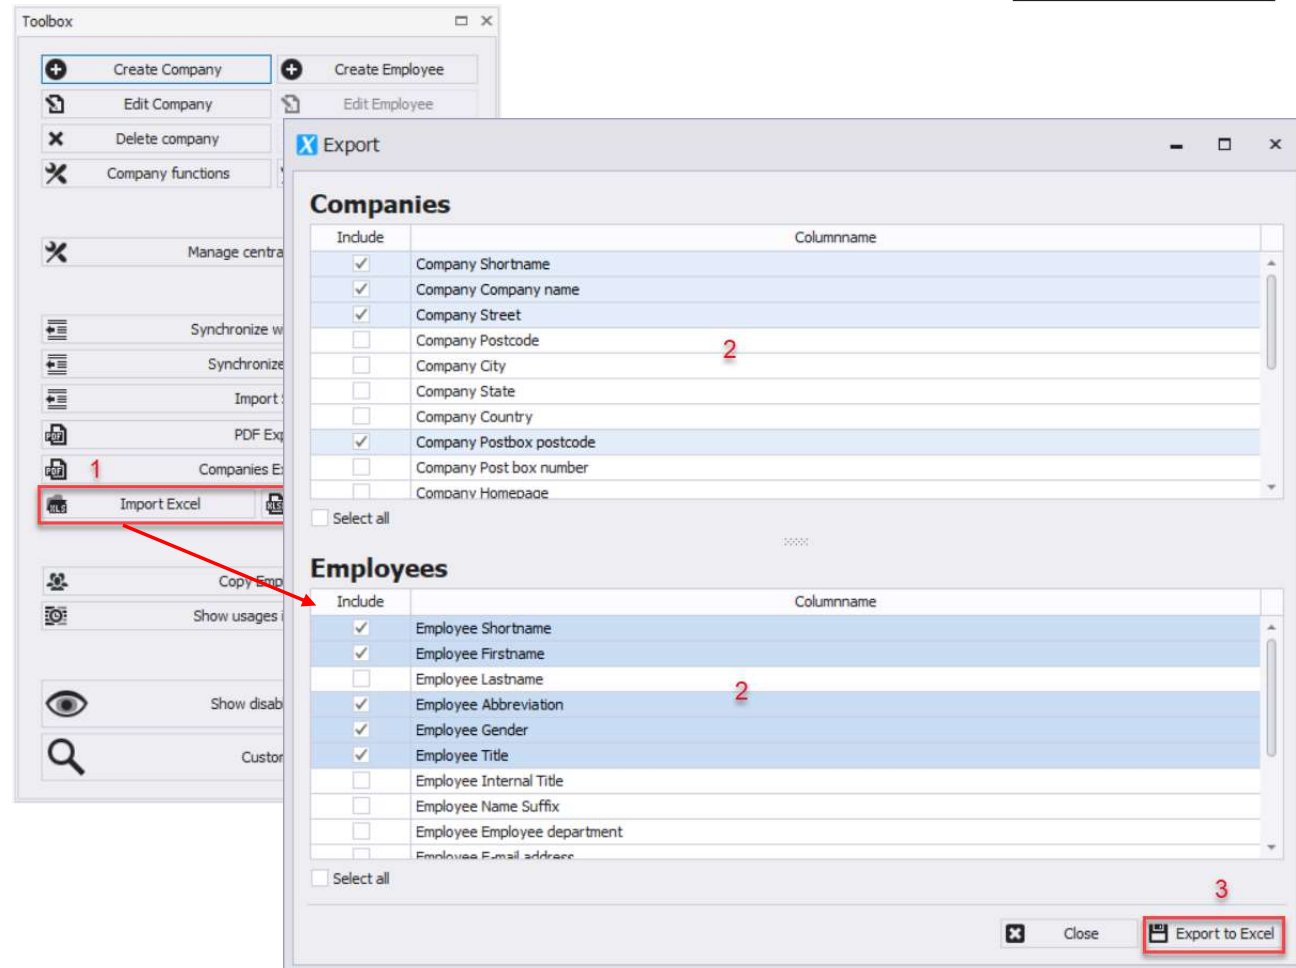 Toolbox
Create Company
Create Employee
Edit Company
Edit Employee
Delete company
Company functions
Manage centra
Synchronize w
Synchronize
Import
PDF Exp
1
Companies E
Import Excel
Copy Emp
Show usages i
Show disab
Custor
X Export
Companies
Include Columnname
Company Shortname
Company Company name
Company Street
Company Postcode
2
Company City
Company State
Company Country
Company Postbox postcode
Company Post box number
Company Homepage
Select all
Employees
Include Columnname
Employee Shortname
Employee Firstname
Employee Lastname
2
Employee Abbreviation
Employee Gender
Employee Title
Employee Internal Title
Employee Name Suffix
Employee Employee department
Employee E-mail address
Select all
3
Close
Export to Excel
PDF
PDF
XLS
XLS